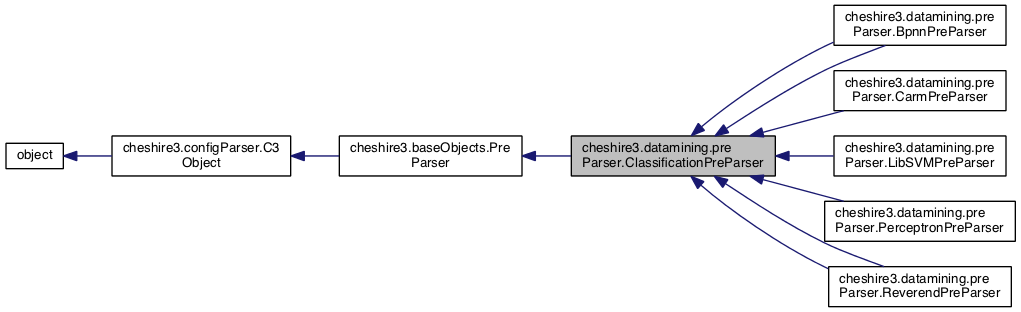 cheshire3.datamining.pre
Parser.BpnnPreParser
cheshire3.datamining.pre
Parser.CarmPreParser
object
cheshire3.configParser.C3
Object
cheshire3.baseObjects.Pre
Parser
cheshire3.datamining.pre
Parser.ClassificationPreParser
cheshire3.datamining.pre
Parser.LibSVMPreParser
cheshire3.datamining.pre
Parser.PerceptronPreParser
cheshire3.datamining.pre
Parser.ReverendPreParser